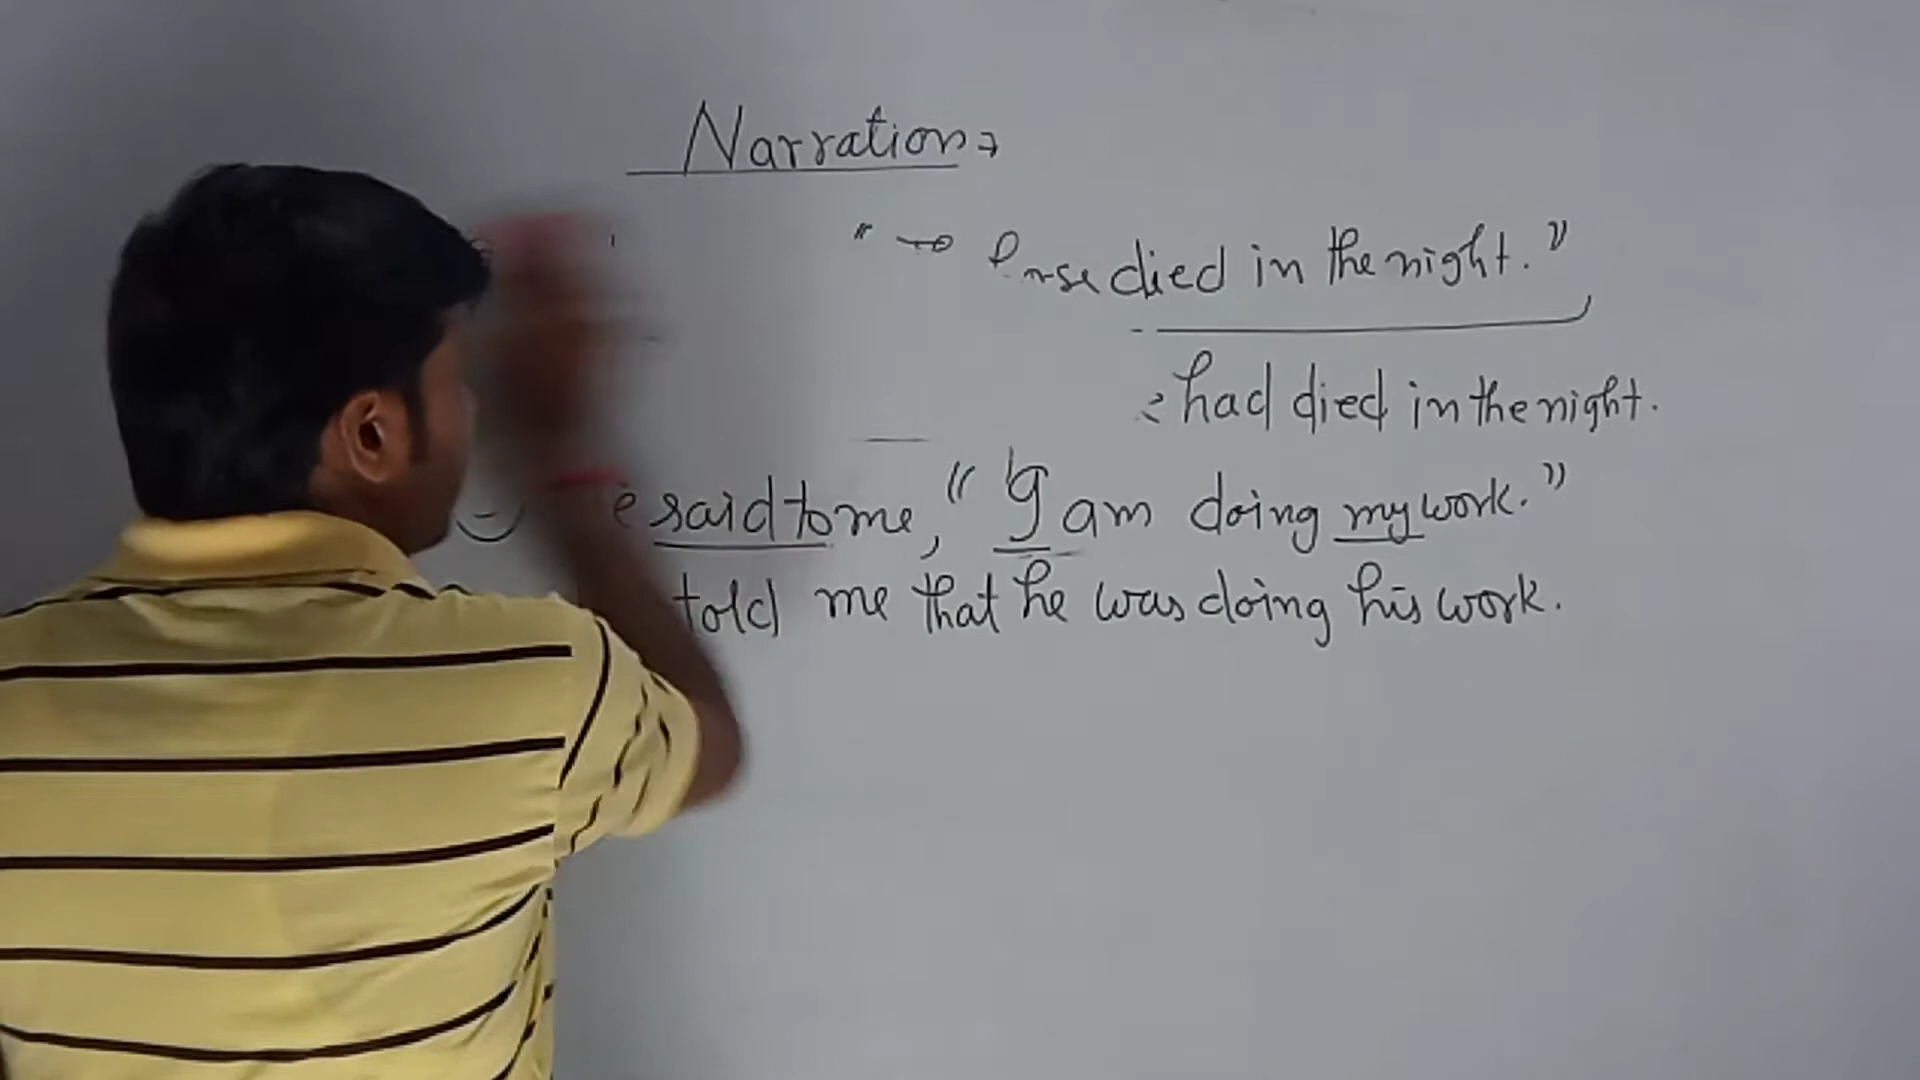 Narration
" died in the night."
had died in the night.
e said to me, "I am doing my work."
told me that he was doing his work.